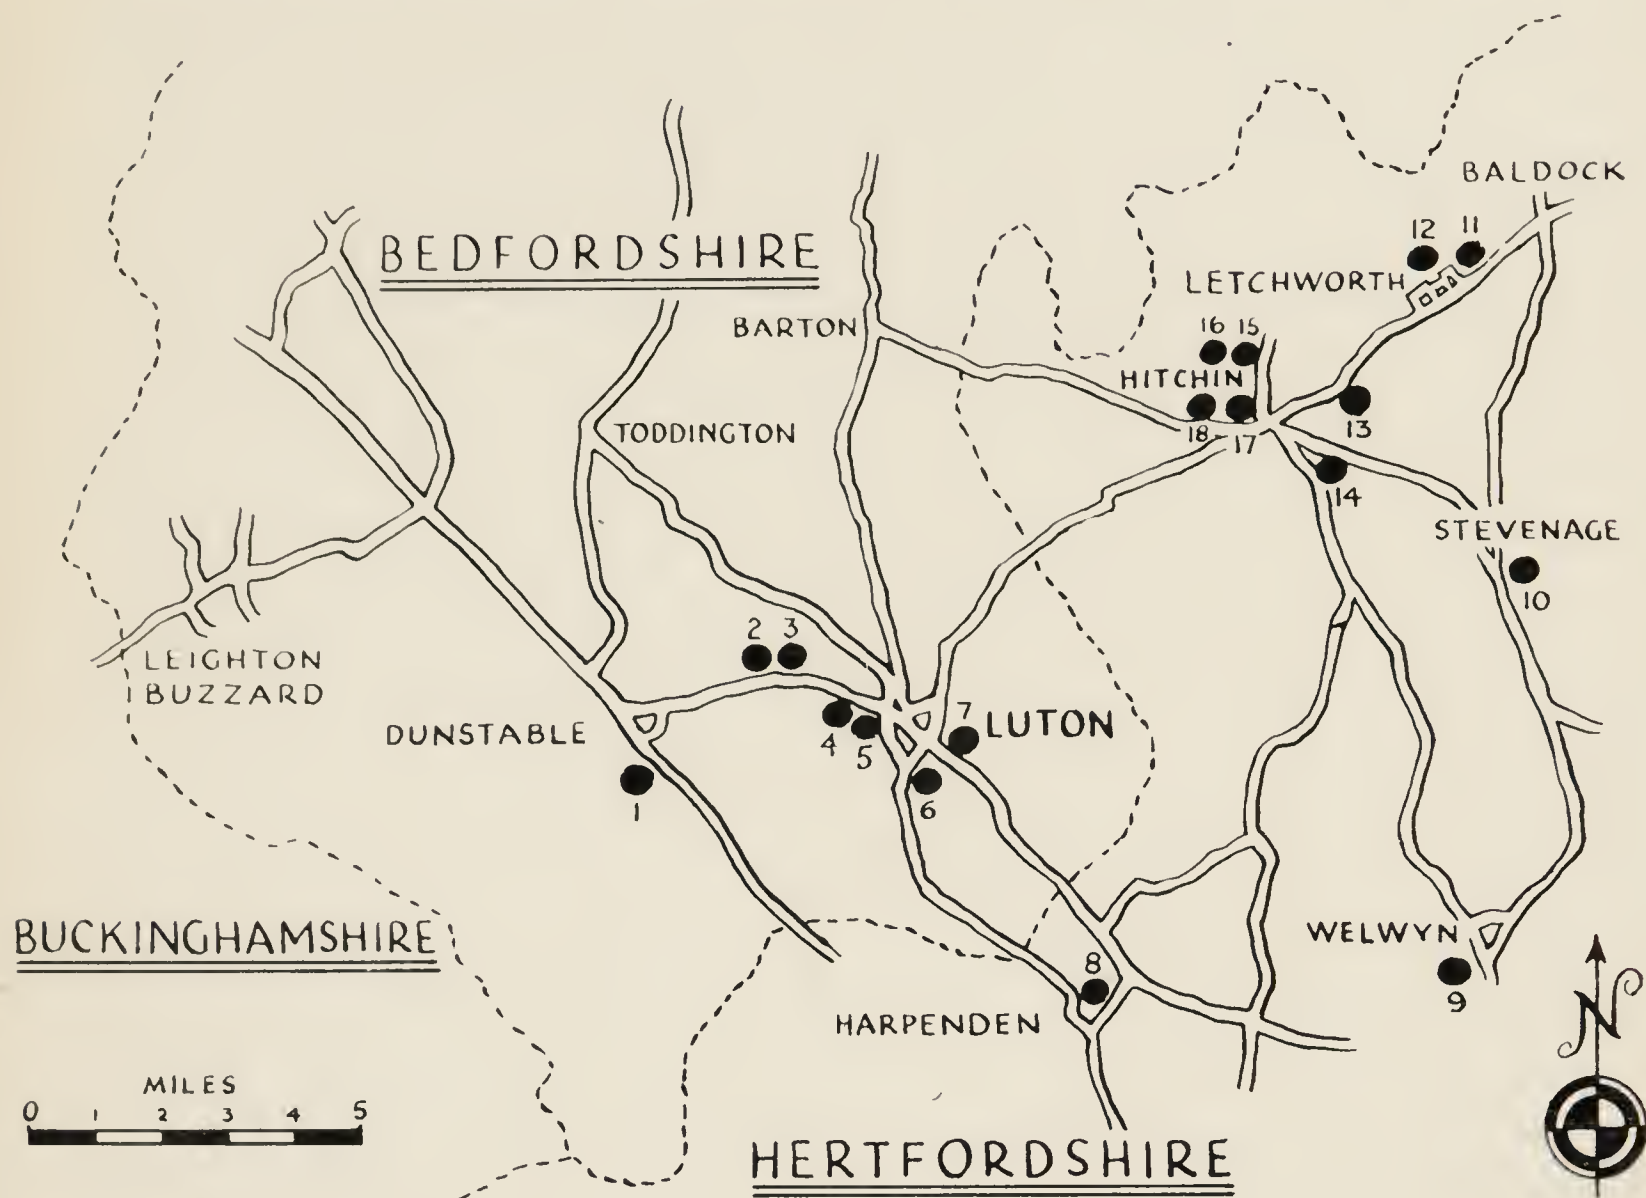 BALDOCK
12 11
BEDFORDSHIRE
LETCHWORTH
BARTON
16 15
HITCHIN
TODDINGTON
18 17
13
14
STEVENAGE
10
2 3
LEIGHTON
BUZZARD
DUNSTABLE
4 5
7 LUTON
1
6
BUCKINGHAMSHIRE
WELWYN
8
9
HARPENDEN
N
MILES
0 1 2 3 4 5
HERTFORDSHIRE